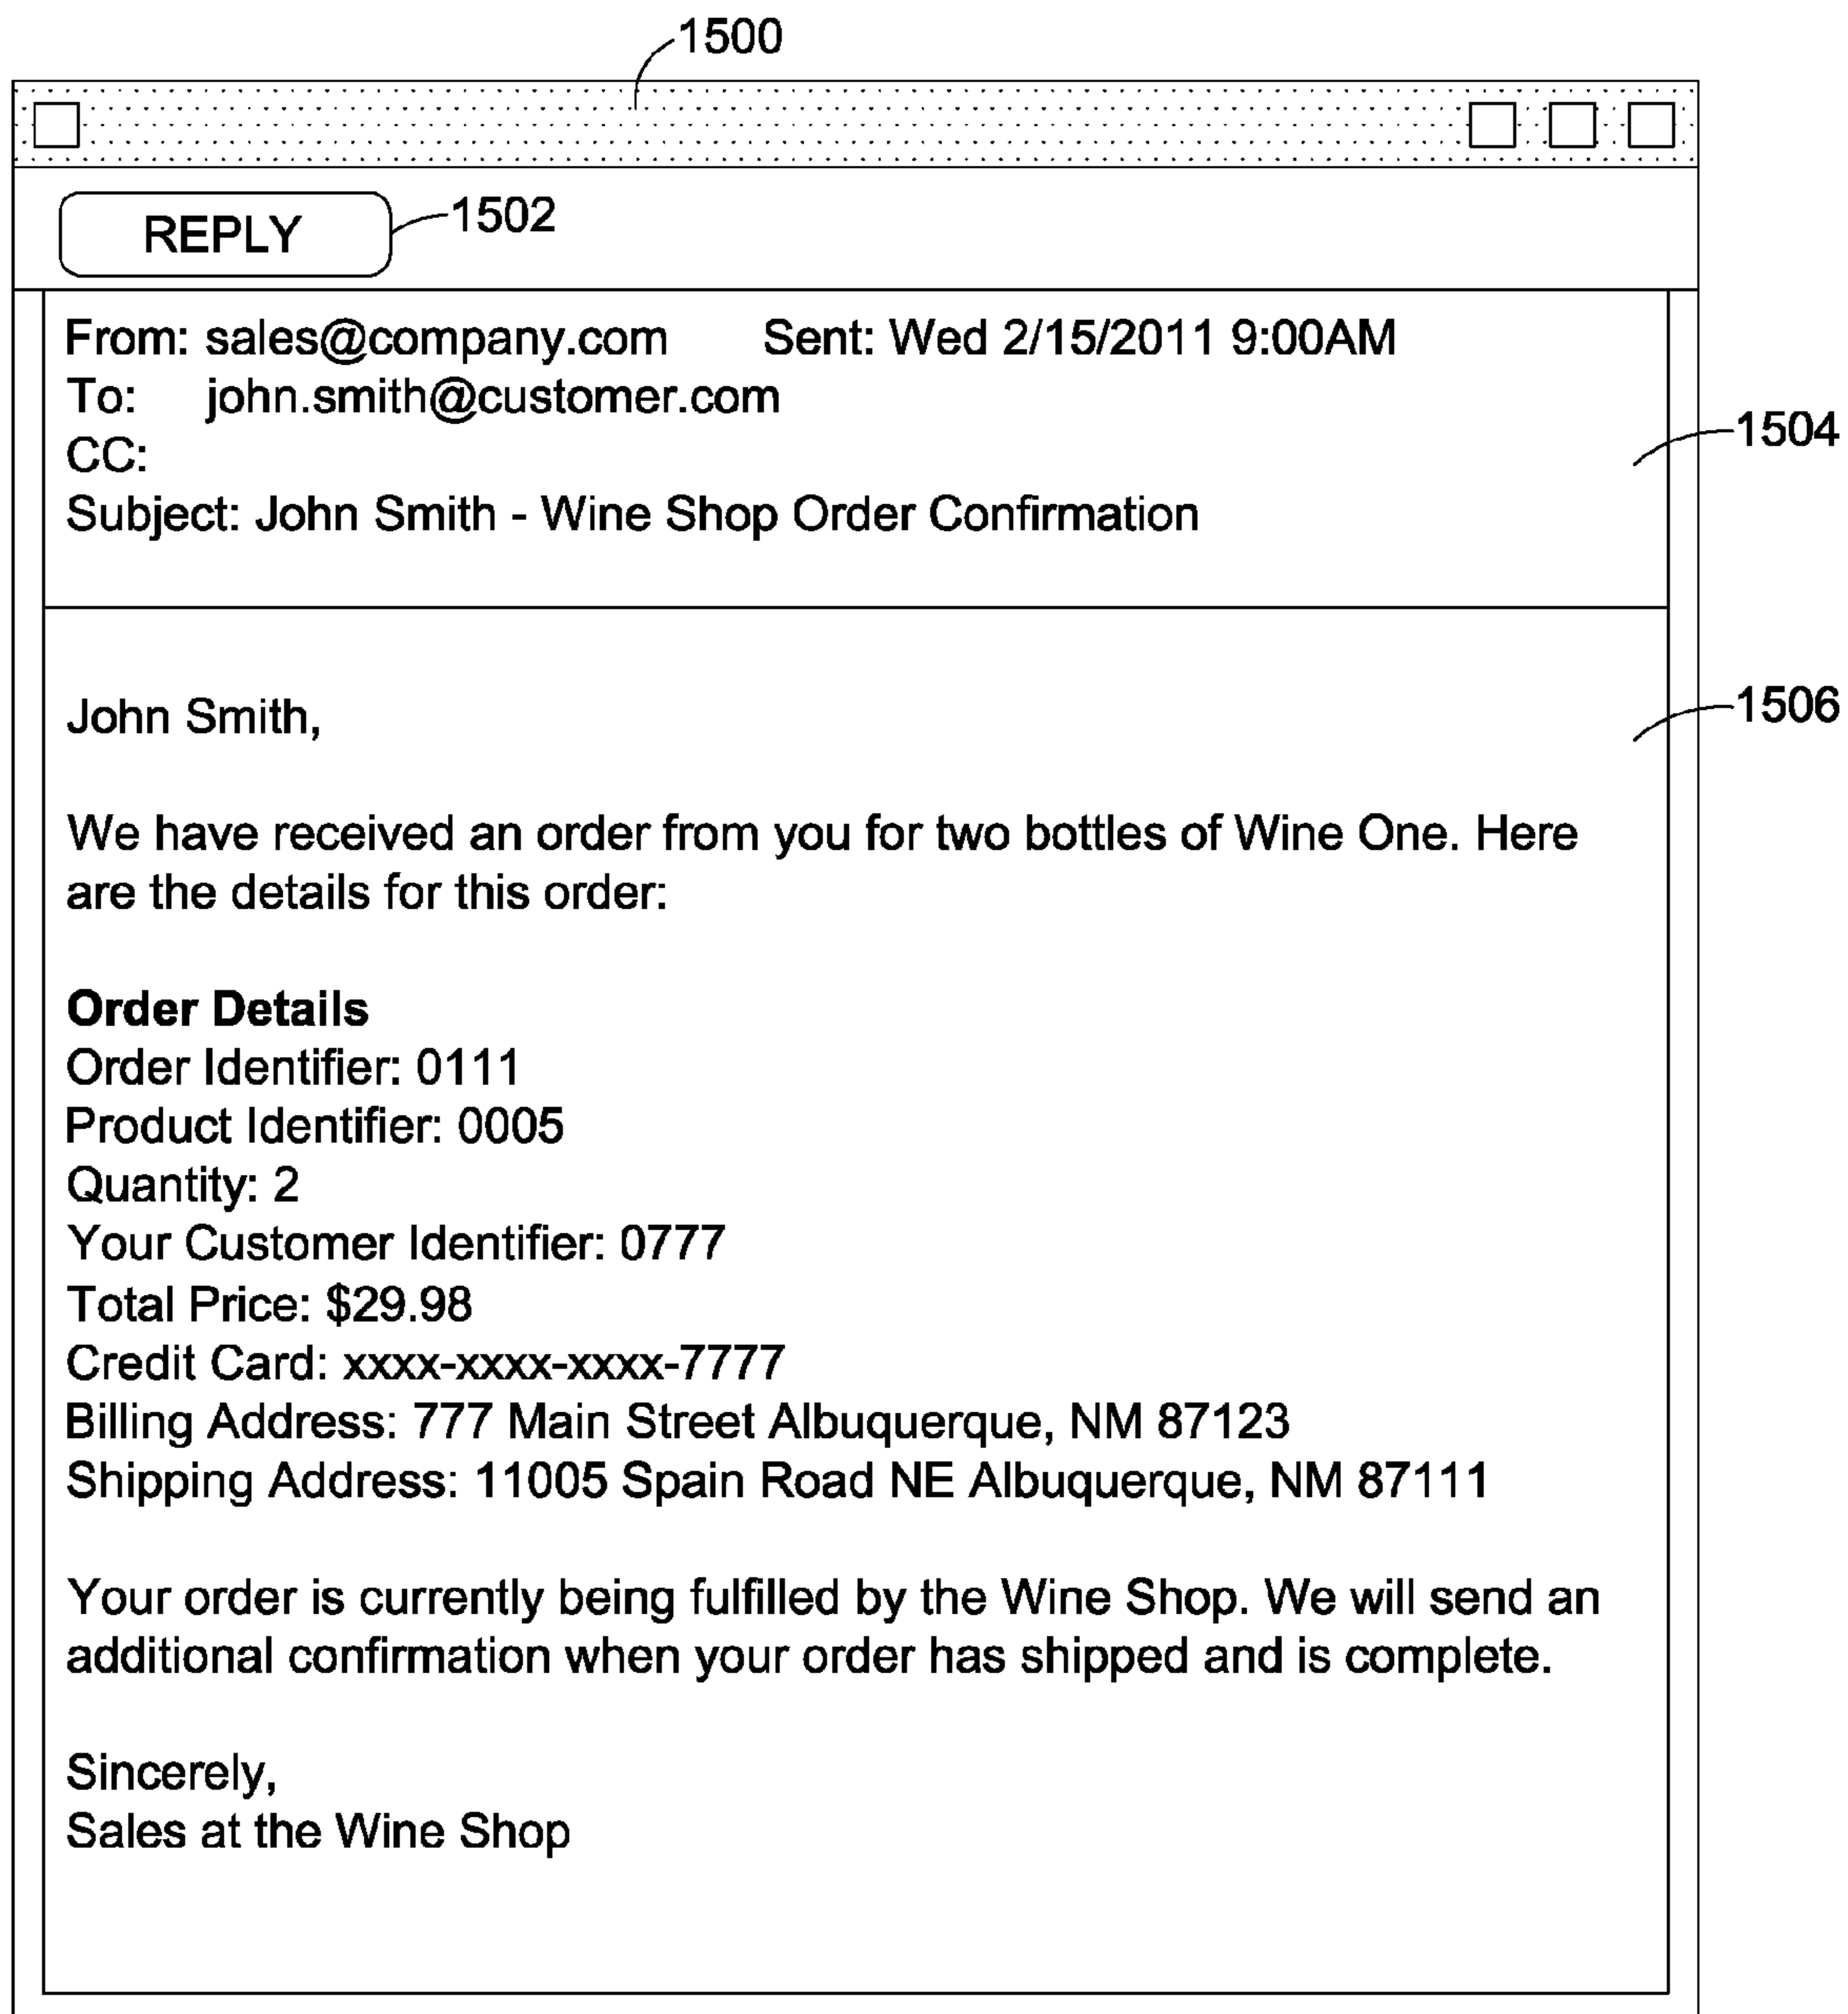 1500
REPLY
1502
From: sales@company.com Sent: Wed 2/15/2011 9:00AM
To: john.smith@customer.com
CC:
1504
Subject: John Smith - Wine Shop Order Confirmation
John Smith,
1506
We have received an order from you for two bottles of Wine One. Here
are the details for this order:
Order Details
Order Identifier: 0111
Product Identifier: 0005
Quantity: 2
Your Customer Identifier: 0777
Total Price: $29.98
Credit Card: xxxx-xxxx-xxxx-7777
Billing Address: 777 Main Street Albuquerque, NM 87123
Shipping Address: 11005 Spain Road NE Albuquerque, NM 87111
Your order is currently being fulfilled by the Wine Shop. We will send an
additional confirmation when your order has shipped and is complete.
Sincerely,
Sales at the Wine Shop